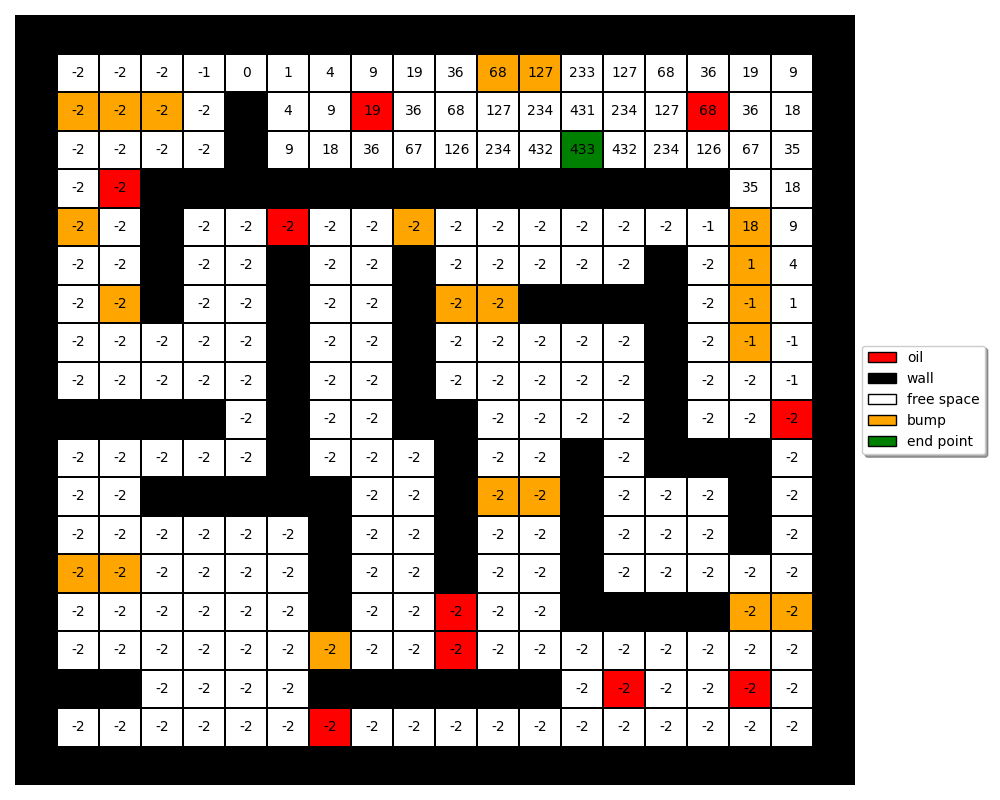 -2 -2 -2 -1 0 1 4 9 19 36 68 127 233 127 68 36 19 9
-2 -2 -2 -2 4 9 19 36 68 127 234 431 234 127 68 36 18
-2 -2 -2 -2 9 18 36 67 126 234 432 433 432 234 126 67 35
-2 -2 35 18
-2 -2 -2 -2 -2 -2 -2 -2 -2 -2 -2 -2 -2 -2 -1 18 9
-2 -2 -2 -2 -2 -2 -2 -2 -2 -2 -2 -2 1 4
-2 -2 -2 -2 -2 -2 -2 -2 -2 -1 1
-2 -2 -2 -2 -2 -2 -2 -2 -2 -2 -2 -2 -2 -1 -1
-2 -2 -2 -2 -2 -2 -2 -2 -2 -2 -2 -2 -2 -2 -1
-2 -2 -2 -2 -2 -2 -2 -2 -2 -2
-2 -2 -2 -2 -2 -2 -2 -2 -2 -2 -2 -2
-2 -2 -2 -2 -2 -2 -2 -2 -2 -2
-2 -2 -2 -2 -2 -2 -2 -2 -2 -2 -2 -2 -2 -2
-2 -2 -2 -2 -2 -2 -2 -2 -2 -2 -2 -2 -2 -2 -2
-2 -2 -2 -2 -2 -2 -2 -2 -2 -2 -2 -2 -2
-2 -2 -2 -2 -2 -2 -2 -2 -2 -2 -2 -2 -2 -2 -2 -2 -2 -2
-2 -2 -2 -2 -2 -2 -2 -2 -2 -2
-2 -2 -2 -2 -2 -2 -2 -2 -2 -2 -2 -2 -2 -2 -2 -2 -2 -2
oil
wall
free space
bump
end point